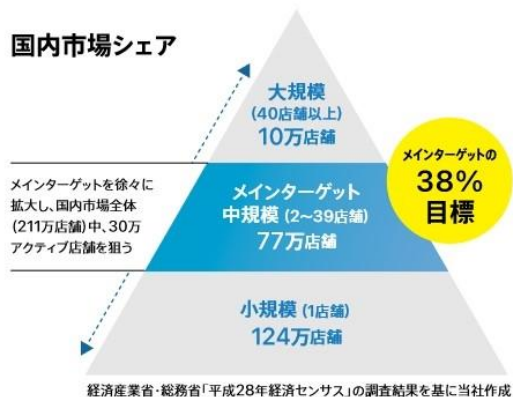 国内市場シェア
大規模
(40店舗以上)
10万店舗
メインターゲットの
38%
目標
メインターゲットを徐々に
拡大し、国内市場全体
(211万店舗)中、30万
アクティブ店舗を狙う
メインターゲット
中規模 (2〜39店舗)
77万店舗
小規模 (1店舗)
124万店舗
経済産業省・総務省「平成28年経済センサス」の調査結果を基に当社作成